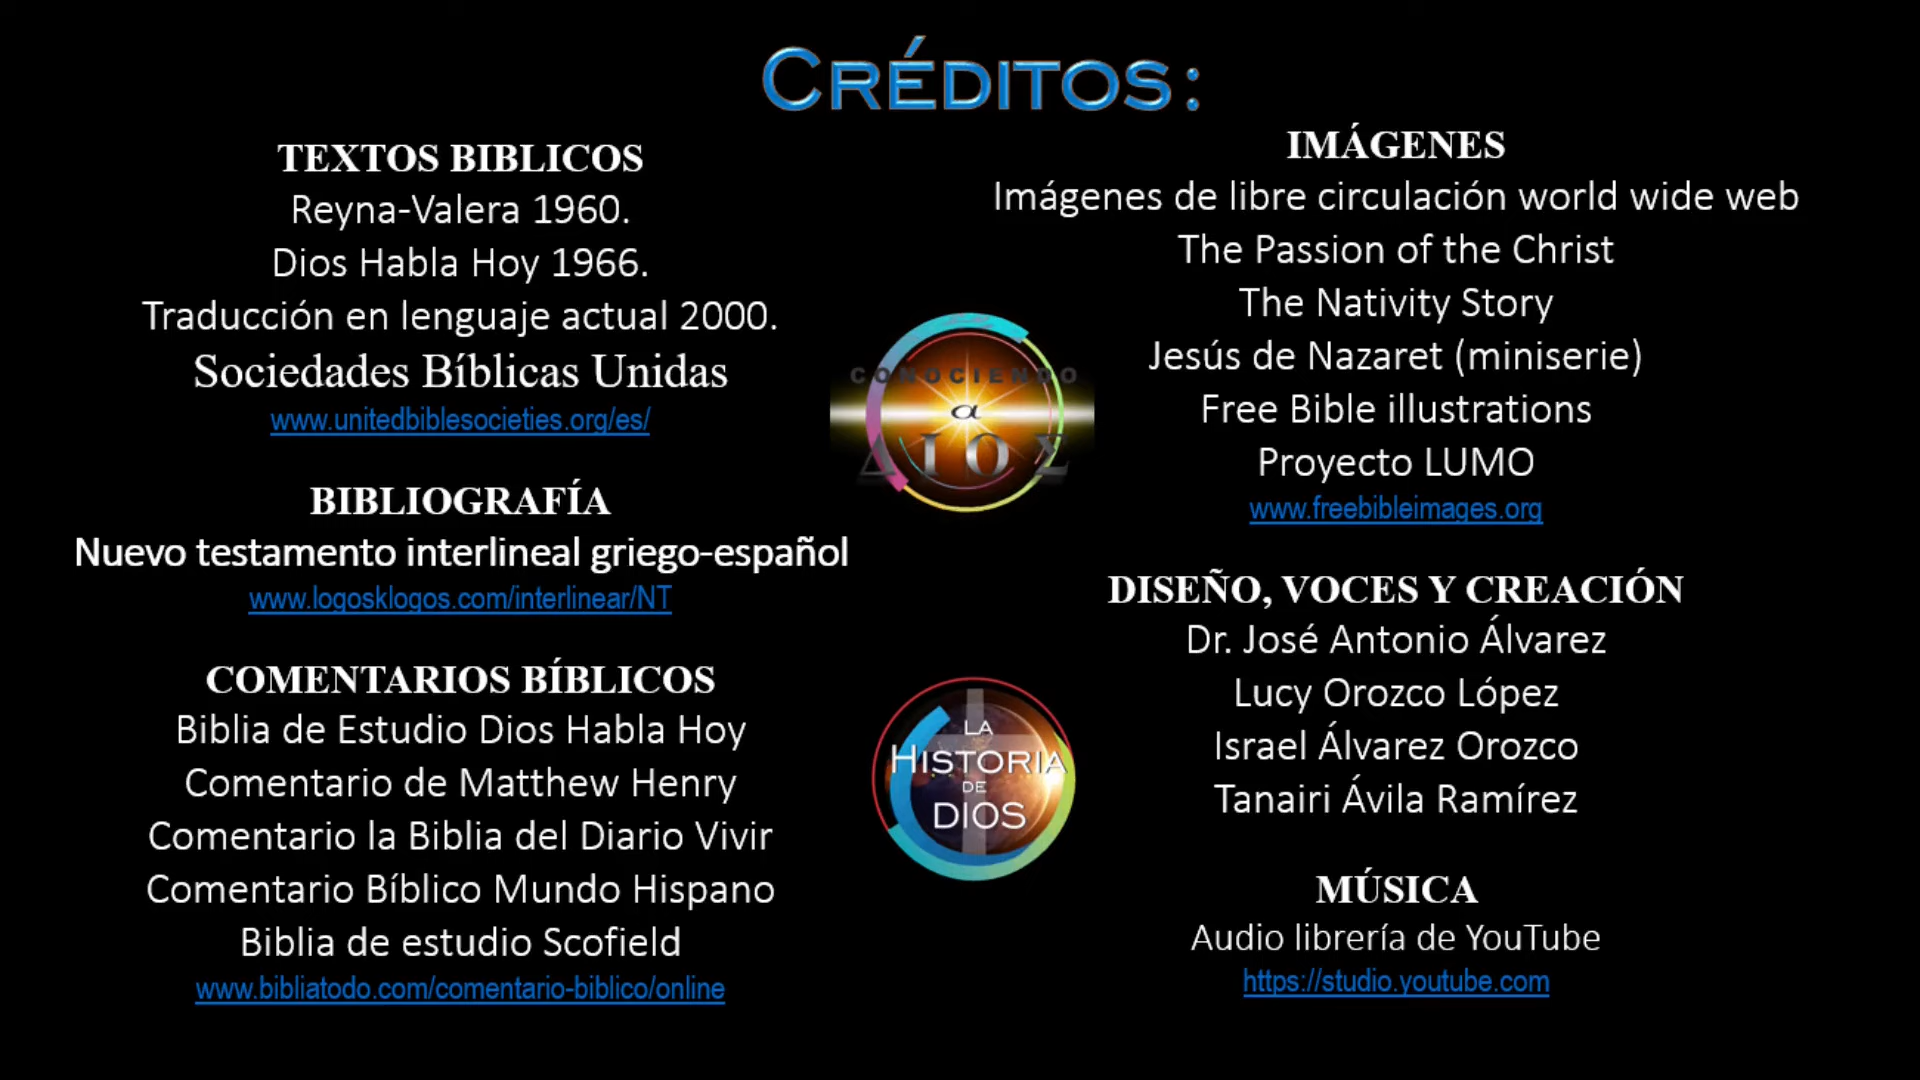 CRÉDITOS:
TEXTOS BIBLICOS
Reyna-Valera 1960.
Dios Habla Hoy 1966.
Traducción en lenguaje actual 2000.
Sociedades Bíblicas Unidas
www.unitedbiblesocieties.org/es/
BIBLIOGRAFÍA
Nuevo testamento interlineal griego-español
www.logosklogos.com/interlinear/NT
COMENTARIOS BÍBLICOS
Biblia de Estudio Dios Habla Hoy
Comentario de Matthew Henry
Comentario la Biblia del Diario Vivir
Comentario Bíblico Mundo Hispano
Biblia de estudio Scofield
www.bibliatodo.com/comentario-biblico/online
CONOCIENDO
α
ΔΙΟΣ
LA
HISTORIA
DE
DIOS
IMÁGENES
Imágenes de libre circulación world wide web
The Passion of the Christ
The Nativity Story
Jesús de Nazaret (miniserie)
Free Bible illustrations
Proyecto LUMO
www.freebibleimages.org
DISEÑO, VOCES Y CREACIÓN
Dr. José Antonio Álvarez
Lucy Orozco López
Israel Álvarez Orozco
Tanairi Ávila Ramírez
MÚSICA
Audio librería de YouTube
https://studio.youtube.com